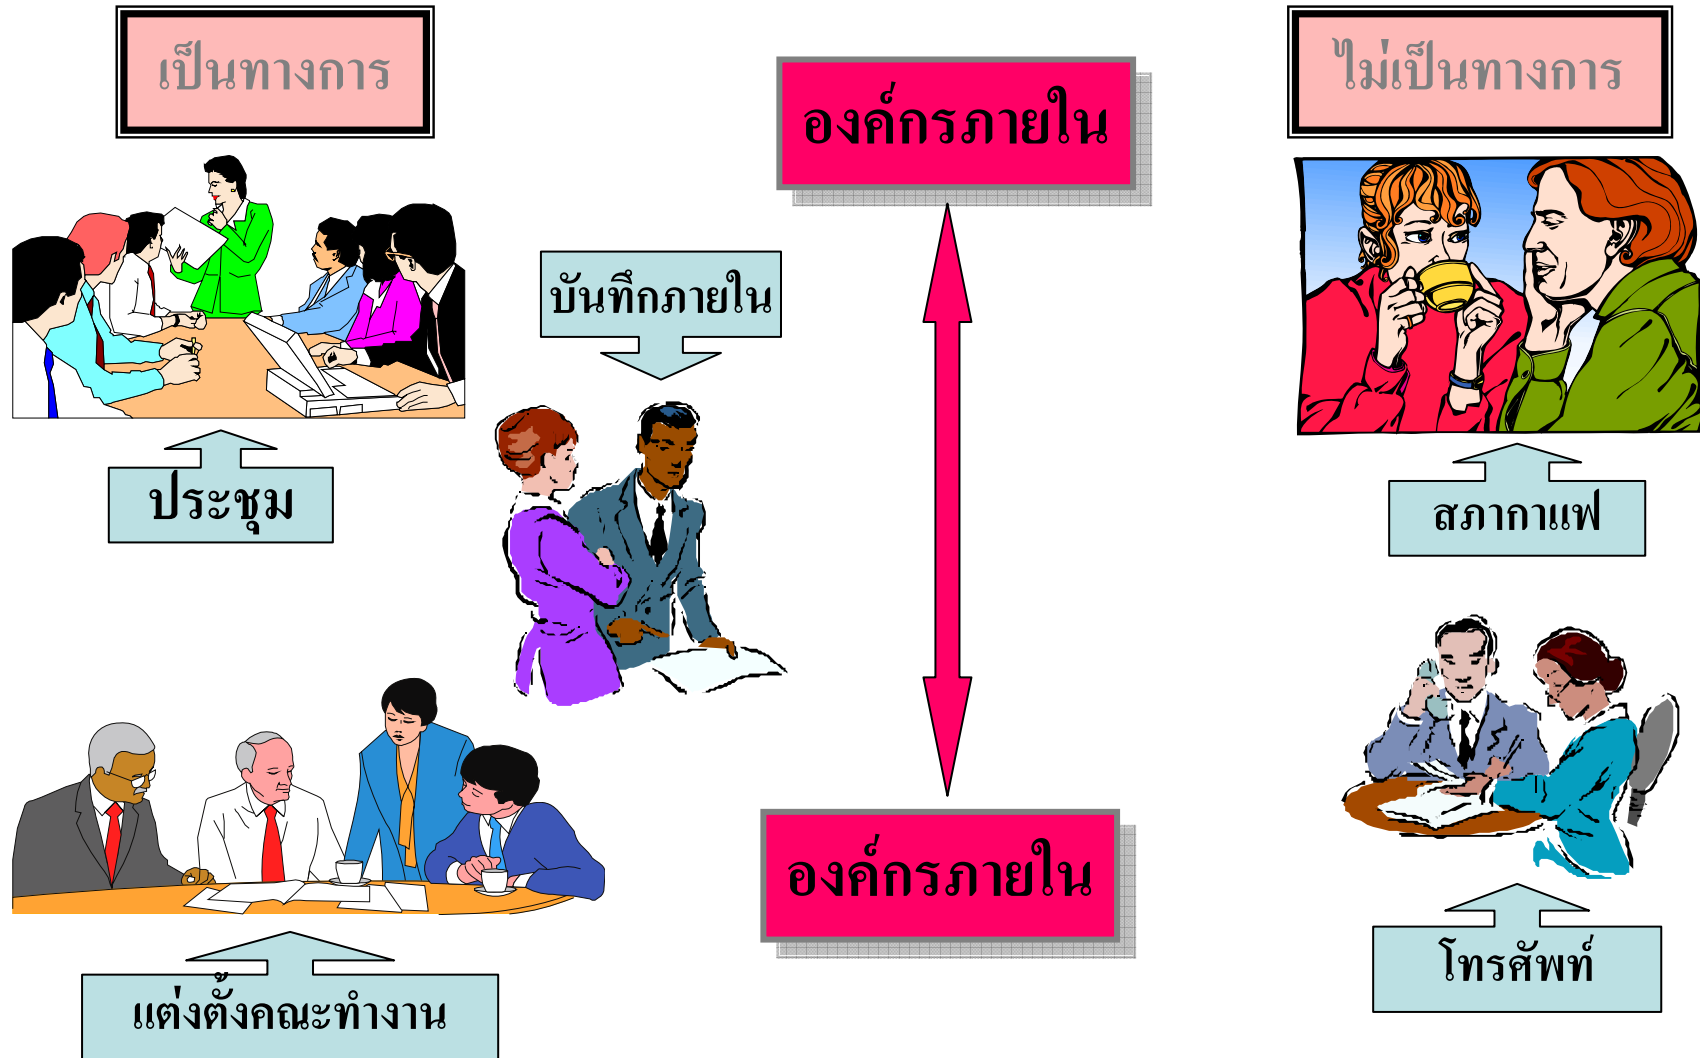 เป็นทางการ
องค์กรภายใน
ไม่เป็นทางการ
บันทึกภายใน
ประชุม
สภากาแฟ
องค์กรภายใน
โทรศัพท์
แต่งตั้งคณะทำงาน